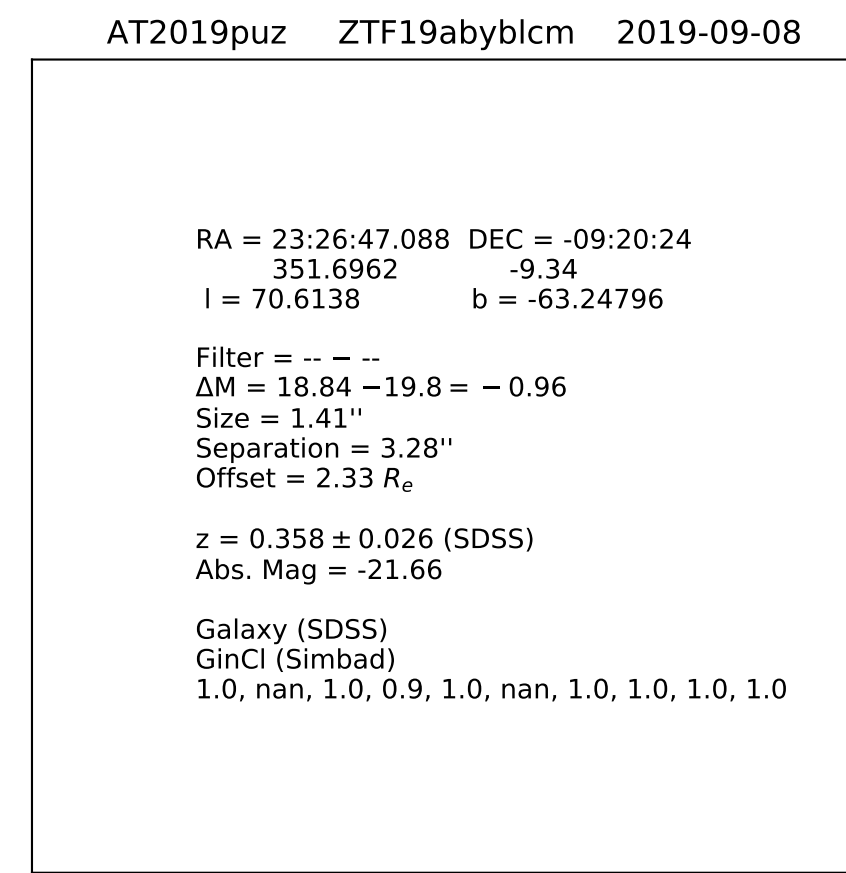 AT2019puz ZTF19abyblcm 2019-09-08
RA = 23:26:47.088 DEC = -09:20:24
351.6962 -9.34
l = 70.6138 b = -63.24796
Filter = -- − --
ΔM = 18.84 −19.8 = − 0.96
Size = 1.41''
Separation = 3.28''
Offset = 2.33 Rₑ
z = 0.358 ± 0.026 (SDSS)
Abs. Mag = -21.66
Galaxy (SDSS)
GinCl (Simbad)
1.0, nan, 1.0, 0.9, 1.0, nan, 1.0, 1.0, 1.0, 1.0